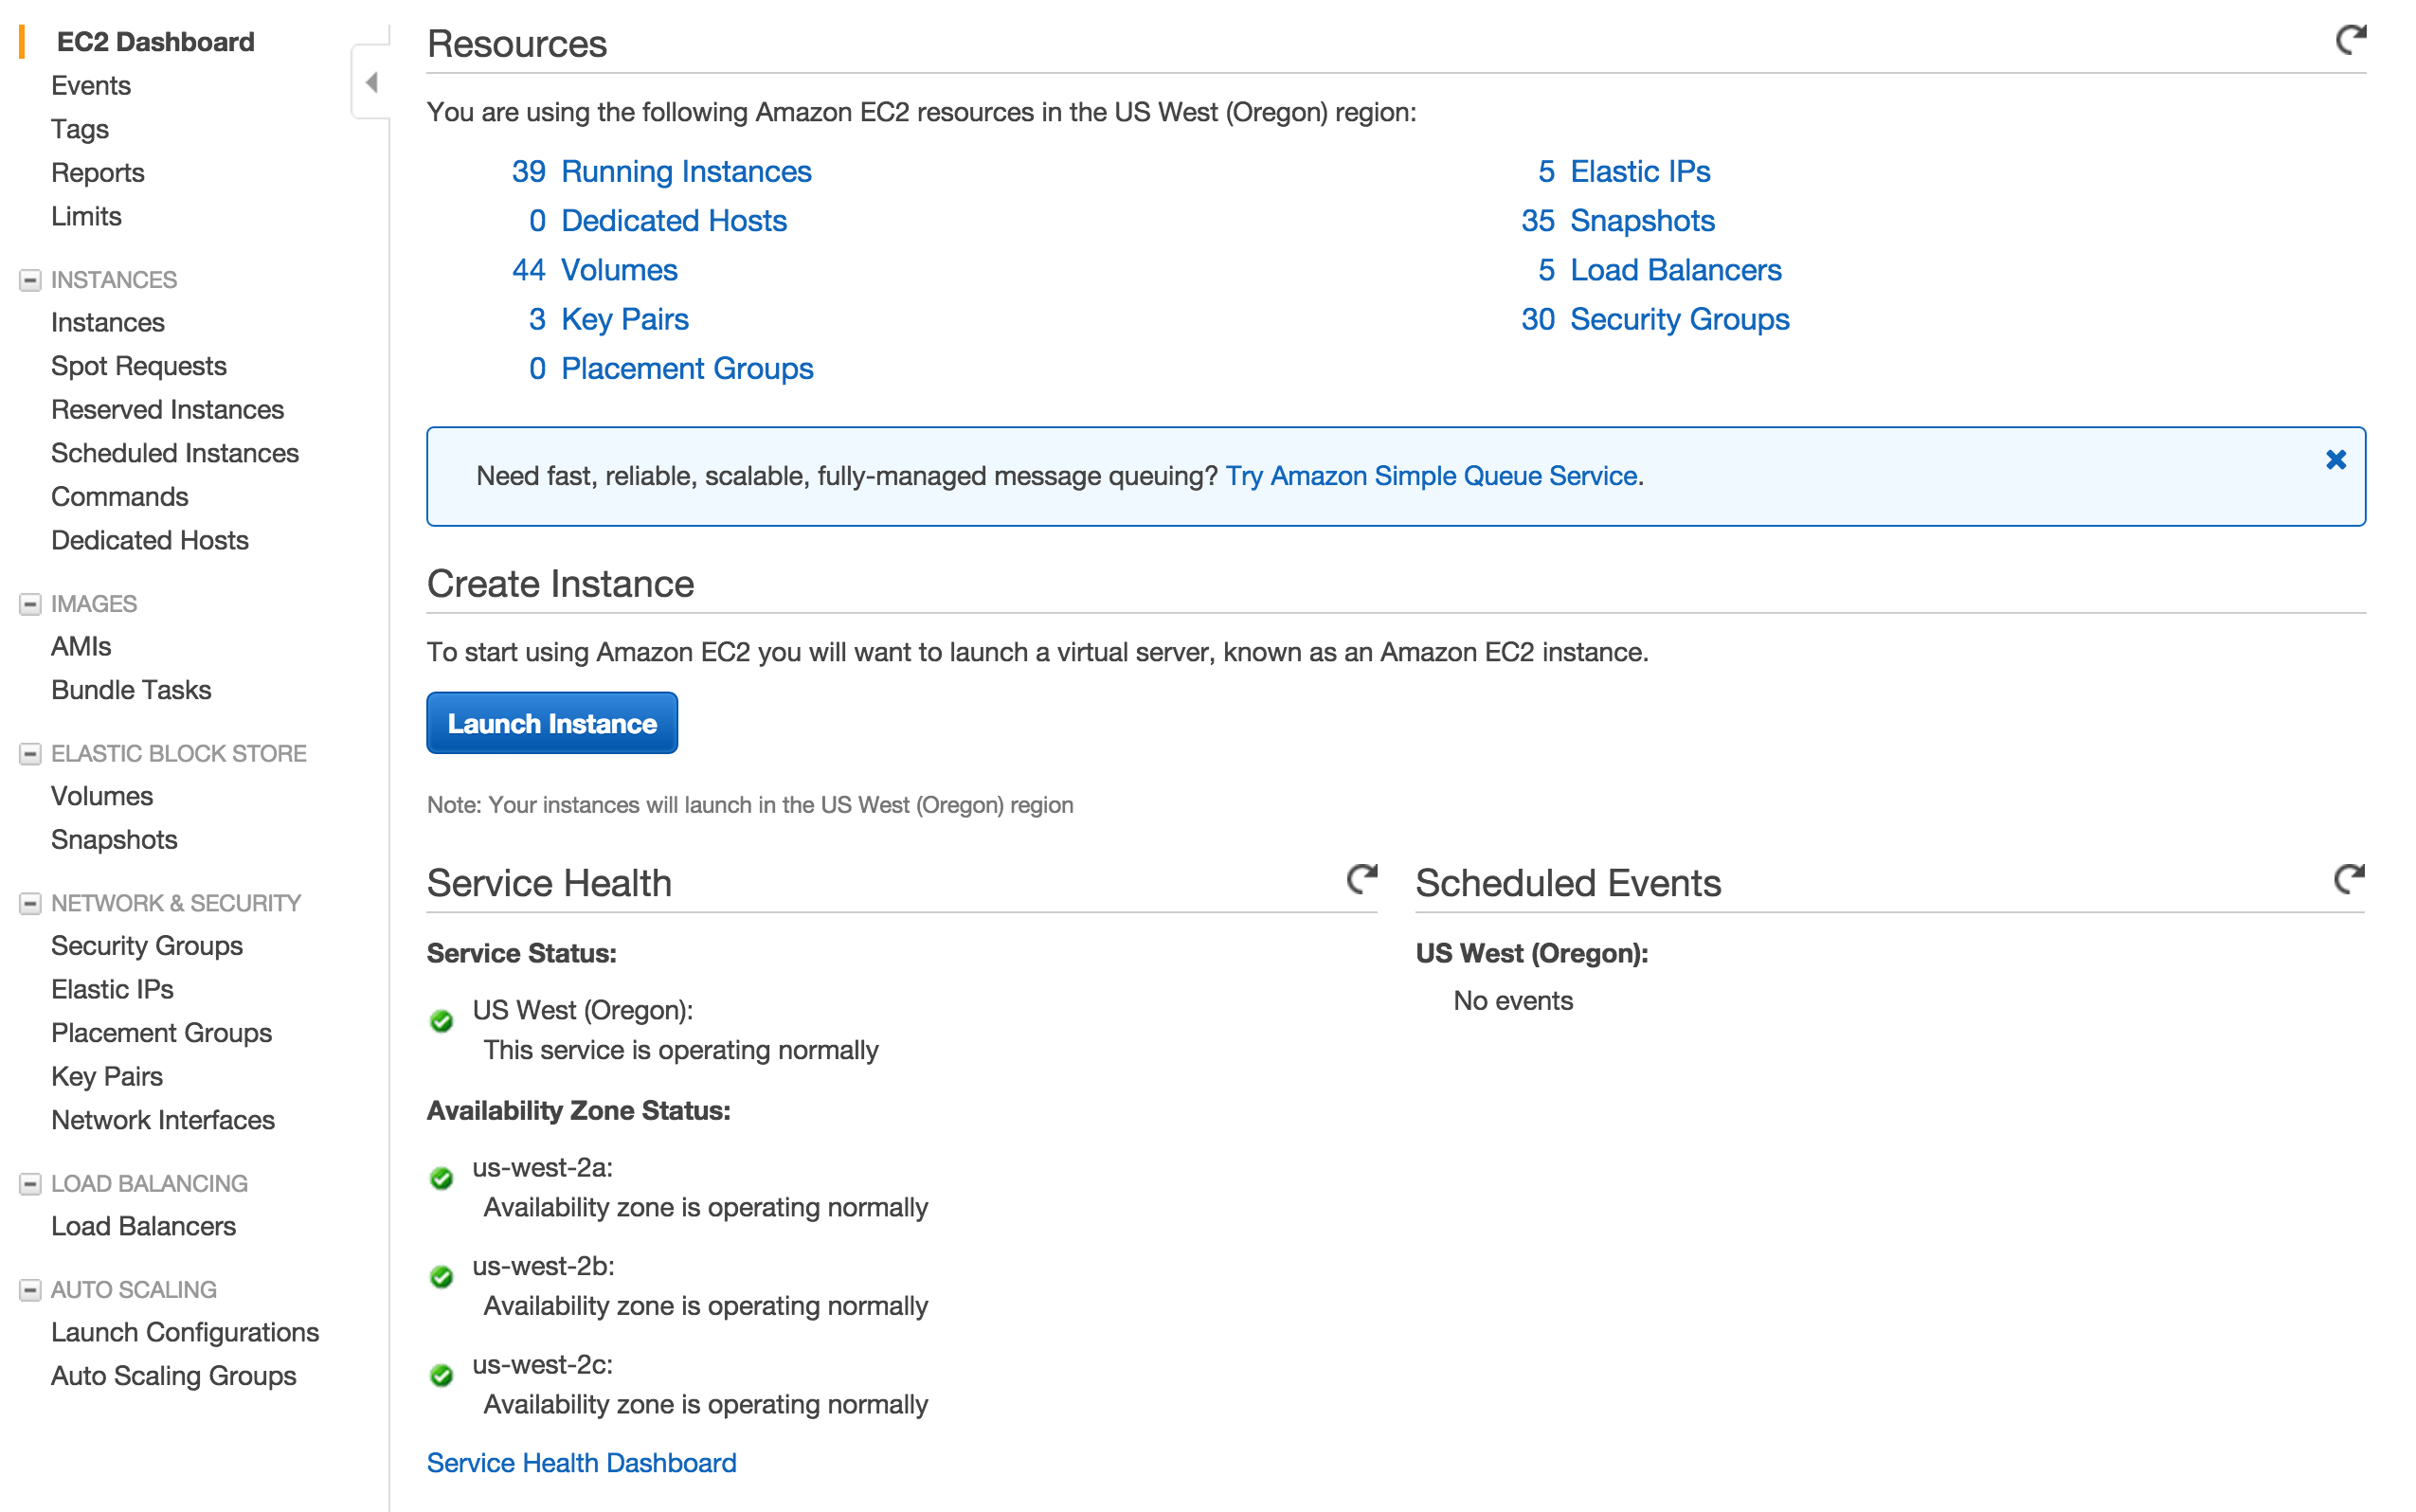 EC2 Dashboard
Events
Tags
Reports
Limits
INSTANCES
Instances
Spot Requests
Reserved Instances
Scheduled Instances
Commands
Dedicated Hosts
IMAGES
AMIs
Bundle Tasks
ELASTIC BLOCK STORE
Volumes
Snapshots
NETWORK & SECURITY
Security Groups
Elastic IPs
Placement Groups
Key Pairs
Network Interfaces
LOAD BALANCING
Load Balancers
AUTO SCALING
Launch Configurations
Auto Scaling Groups
Resources
You are using the following Amazon EC2 resources in the US West (Oregon) region:
39 Running Instances
0 Dedicated Hosts
44 Volumes
3 Key Pairs
0 Placement Groups
5 Elastic IPs
35 Snapshots
5 Load Balancers
30 Security Groups
Need fast, reliable, scalable, fully-managed message queuing? Try Amazon Simple Queue Service.
Create Instance
To start using Amazon EC2 you will want to launch a virtual server, known as an Amazon EC2 instance.
Launch Instance
Note: Your instances will launch in the US West (Oregon) region
Service Health
Service Status:
US West (Oregon):
This service is operating normally
Availability Zone Status:
us-west-2a:
Availability zone is operating normally
us-west-2b:
Availability zone is operating normally
us-west-2c:
Availability zone is operating normally
Service Health Dashboard
Scheduled Events
US West (Oregon):
No events